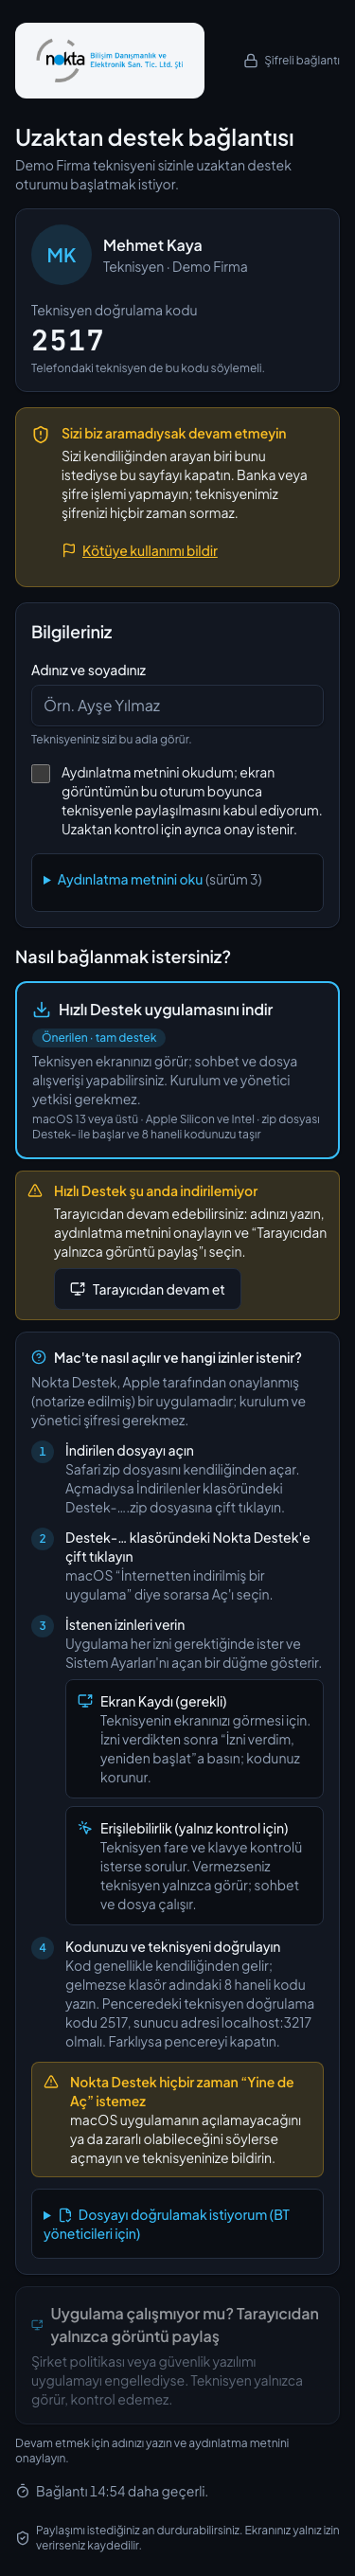 nokta Bilişim Danışmanlık ve
Elektronik San. Tic. Ltd. Şti
Şifreli bağlantı
Uzaktan destek bağlantısı
Demo Firma teknisyeni sizinle uzaktan destek
oturumu başlatmak istiyor.
MK
Mehmet Kaya
Teknisyen · Demo Firma
Teknisyen doğrulama kodu
2517
Telefondaki teknisyen de bu kodu söylemeli.
Sizi biz aramadıysak devam etmeyin
Sizi kendiliğinden arayan biri bunu
istediyse bu sayfayı kapatın. Banka veya
şifre işlemi yapmayın; teknisyenimiz
şifrenizi hiçbir zaman sormaz.
Kötüye kullanımı bildir
Bilgileriniz
Adınız ve soyadınız
Örn. Ayşe Yılmaz
Teknisyeniniz sizi bu adla görür.
Aydınlatma metnini okudum; ekran
görüntümün bu oturum boyunca
teknisyenle paylaşılmasını kabul ediyorum.
Uzaktan kontrol için ayrıca onay istenir.
Aydınlatma metnini oku (sürüm 3)
Nasıl bağlanmak istersiniz?
Hızlı Destek uygulamasını indir
Önerilen · tam destek
Teknisyen ekranınızı görür; sohbet ve dosya
alışverişi yapabilirsiniz. Kurulum ve yönetici
yetkisi gerekmez.
macOS 13 veya üstü · Apple Silicon ve Intel · zip dosyası
Destek- ile başlar ve 8 haneli kodunuzu taşır
Hızlı Destek şu anda indirilemiyor
Tarayıcıdan devam edebilirsiniz: adınızı yazın,
aydınlatma metnini onaylayın ve “Tarayıcıdan
yalnızca görüntü paylaş”ı seçin.
Tarayıcıdan devam et
Mac'te nasıl açılır ve hangi izinler istenir?
Nokta Destek, Apple tarafından onaylanmış
(notarize edilmiş) bir uygulamadır; kurulum ve
yönetici şifresi gerekmez.
1 İndirilen dosyayı açın
Safari zip dosyasını kendiliğinden açar.
Açmadıysa İndirilenler klasöründeki
Destek-….zip dosyasına çift tıklayın.
2 Destek-… klasöründeki Nokta Destek'e
çift tıklayın
macOS “İnternetten indirilmiş bir
uygulama” diye sorarsa Aç'ı seçin.
3 İstenen izinleri verin
Uygulama her izni gerektiğinde ister ve
Sistem Ayarları'nı açan bir düğme gösterir.
Ekran Kaydı (gerekli)
Teknisyenin ekranınızı görmesi için.
İzni verdikten sonra “İzni verdim,
yeniden başlat”a basın; kodunuz
korunur.
Erişilebilirlik (yalnız kontrol için)
Teknisyen fare ve klavye kontrolü
isterse sorulur. Vermezseniz
teknisyen yalnızca görür; sohbet
ve dosya çalışır.
4 Kodunuzu ve teknisyeni doğrulayın
Kod genellikle kendiliğinden gelir;
gelmezse klasör adındaki 8 haneli kodu
yazın. Penceredeki teknisyen doğrulama
kodu 2517, sunucu adresi localhost:3217
olmalı. Farklıysa pencereyi kapatın.
Nokta Destek hiçbir zaman “Yine de
Aç” istemez
macOS uygulamanın açılamayacağını
ya da zararlı olabileceğini söylerse
açmayın ve teknisyeninize bildirin.
Dosyayı doğrulamak istiyorum (BT
yöneticileri için)
Uygulama çalışmıyor mu? Tarayıcıdan
yalnızca görüntü paylaş
Şirket politikası veya güvenlik yazılımı
uygulamayı engellediyse. Teknisyen yalnızca
görür, kontrol edemez.
Devam etmek için adınızı yazın ve aydınlatma metnini
onaylayın.
Bağlantı 14:54 daha geçerli.
Paylaşımı istediğiniz an durdurabilirsiniz. Ekranınız yalnız izin
verirseniz kaydedilir.